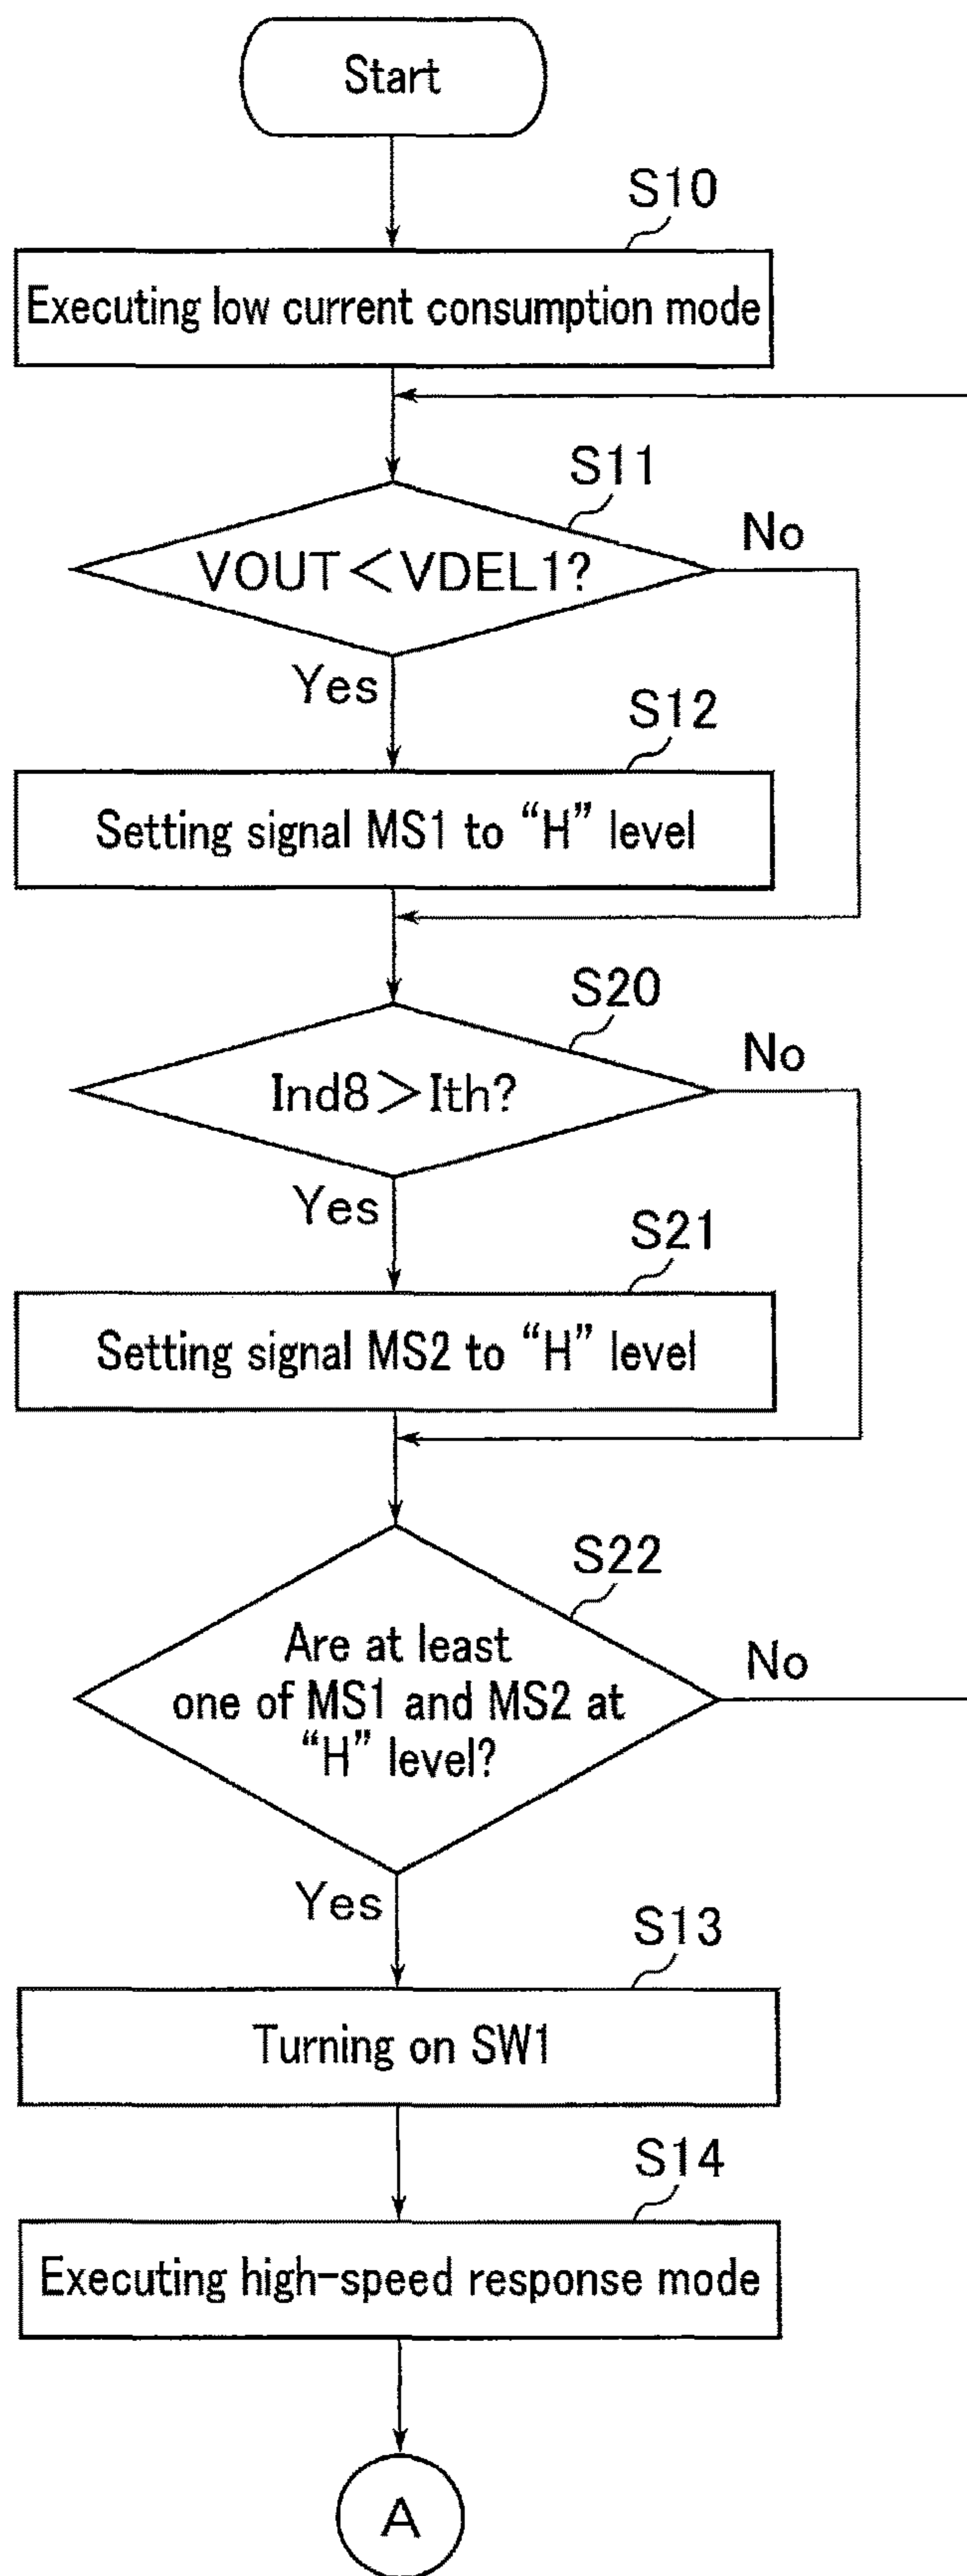 Start
S10
Executing low current consumption mode
S11
VOUT<VDEL1?
No
Yes
S12
Setting signal MS1 to “H” level
S20
Ind8>Ith?
No
Yes
S21
Setting signal MS2 to “H” level
S22
Are at least
one of MS1 and MS2 at
“H” level?
No
Yes
S13
Turning on SW1
S14
Executing high-speed response mode
A